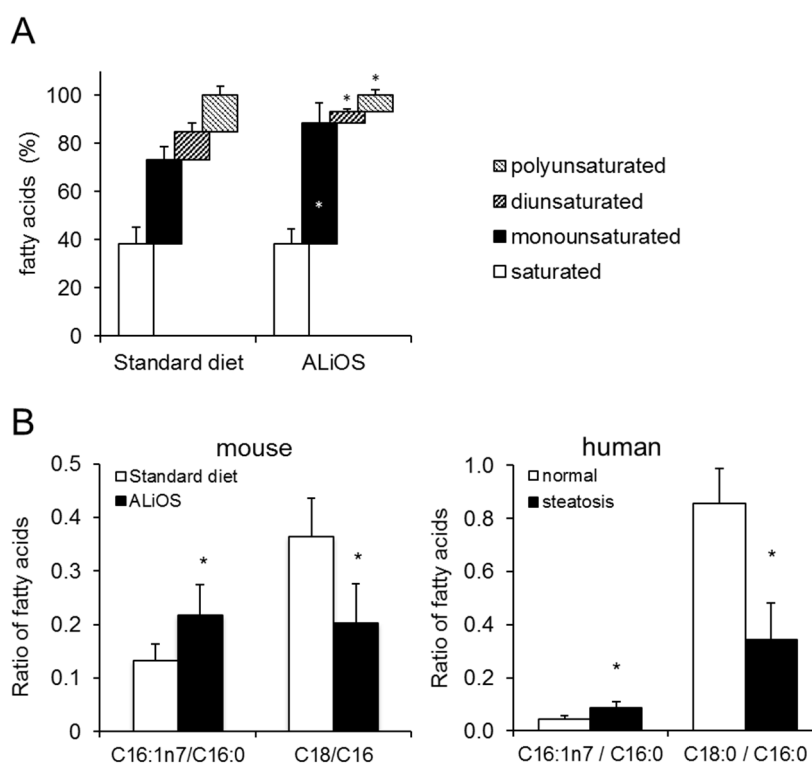 A
fatty acids (%)
100
80
60
40
20
0
*
*
*
Standard diet
ALiOS
polyunsaturated
diunsaturated
monounsaturated
saturated
B
mouse
Ratio of fatty acids
0.5
0.4
0.3
0.2
0.1
0
Standard diet
ALiOS
*
*
C16:1n7/C16:0
C18/C16
human
Ratio of fatty acids
1.0
0.8
0.6
0.4
0.2
0.0
normal
steatosis
*
*
C16:1n7 / C16:0
C18:0 / C16:0